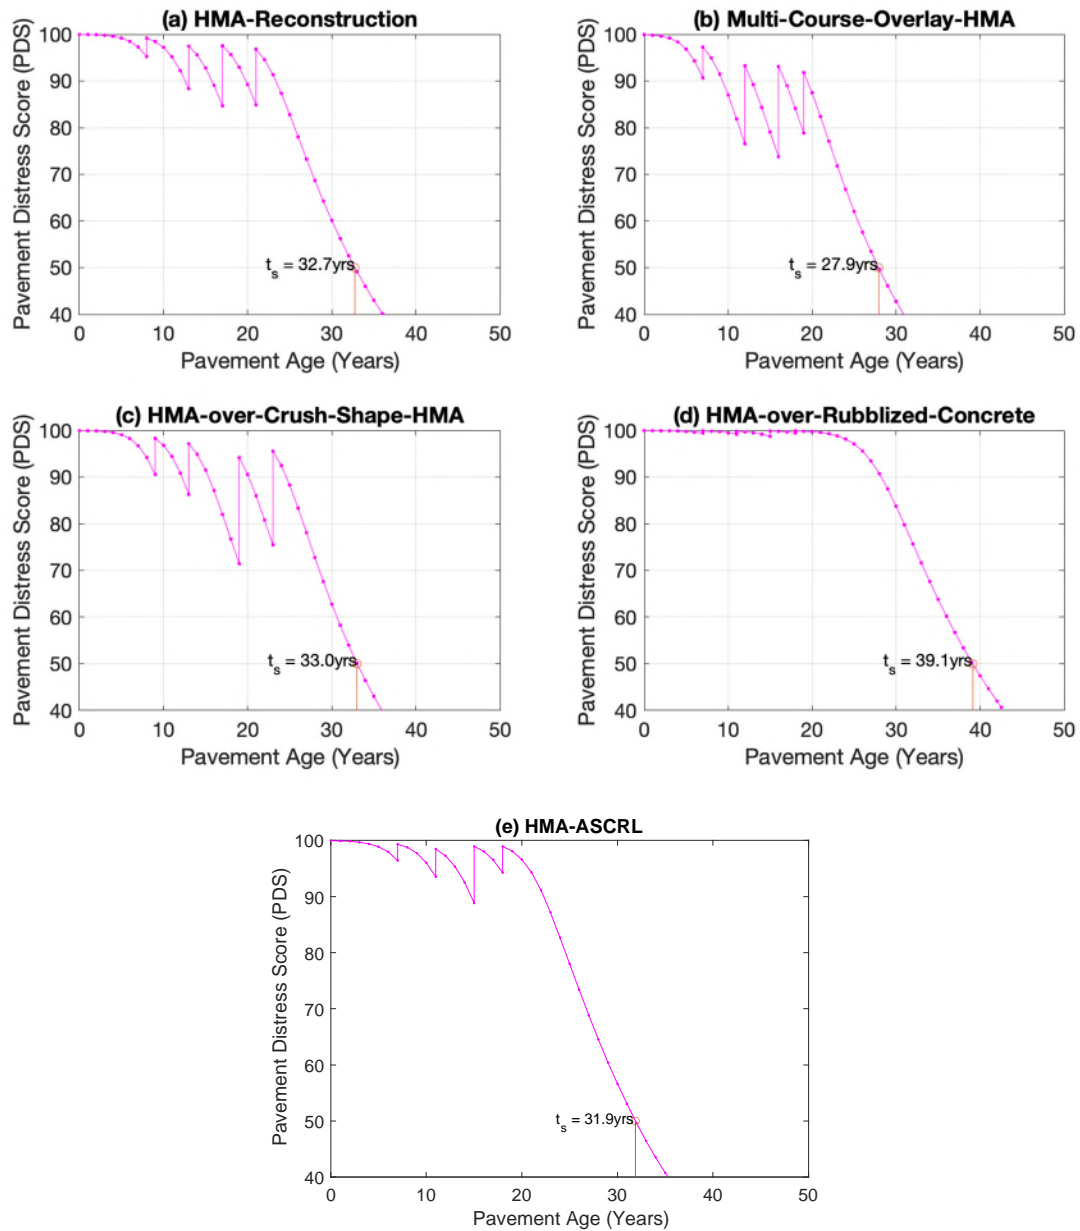 (a) HMA-Reconstruction
100
90
80
70
60
50
40
0 10 20 30 40 50
Pavement Distress Score (PDS)
Pavement Age (Years)
t_s = 32.7yrs
(b) Multi-Course-Overlay-HMA
100
90
80
70
60
50
40
0 10 20 30 40 50
Pavement Distress Score (PDS)
Pavement Age (Years)
t_s = 27.9yrs
(c) HMA-over-Crush-Shape-HMA
100
90
80
70
60
50
40
0 10 20 30 40 50
Pavement Distress Score (PDS)
Pavement Age (Years)
t_s = 33.0yrs
(d) HMA-over-Rubblized-Concrete
100
90
80
70
60
50
40
0 10 20 30 40 50
Pavement Distress Score (PDS)
Pavement Age (Years)
t_s = 39.1yrs
(e) HMA-ASCRL
100
90
80
70
60
50
40
0 10 20 30 40 50
Pavement Distress Score (PDS)
Pavement Age (Years)
t_s = 31.9yrs